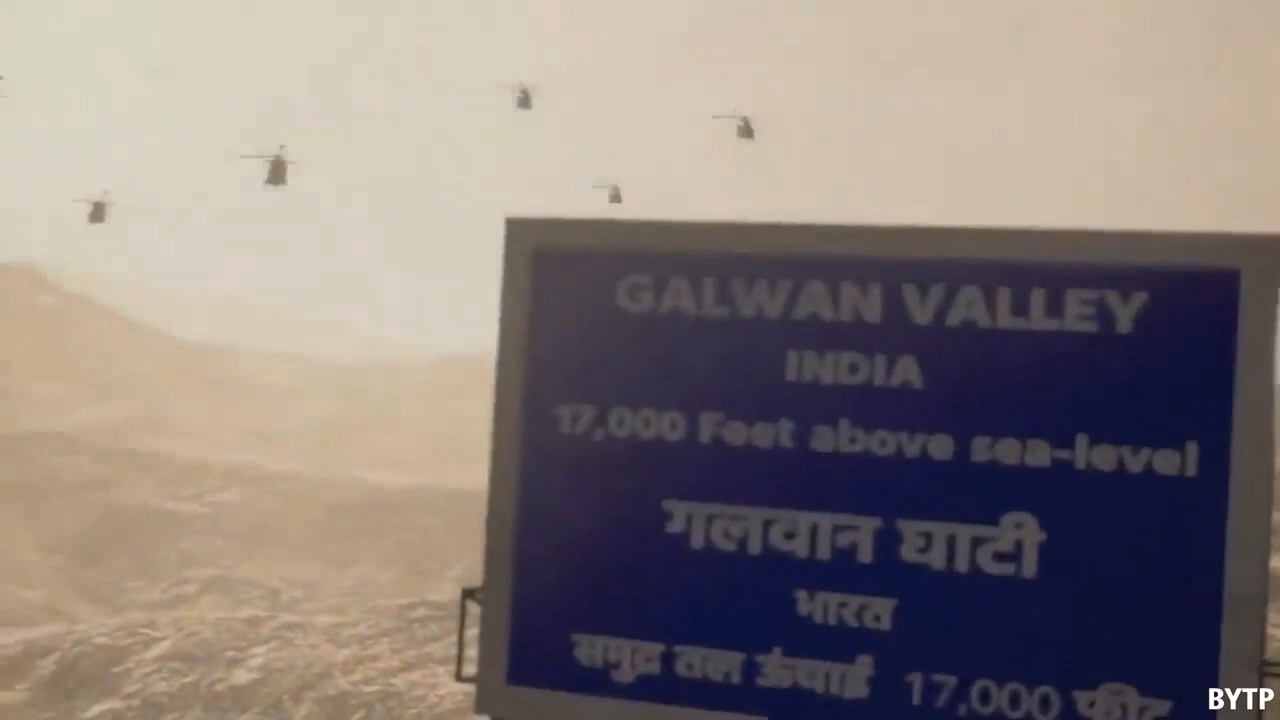 GALWAN VALLEY
INDIA
17,000 Feet above sea-level
गलवान घाटी
भारत
समुद्र तल ऊंचाई 17,000 फीट
BYTP